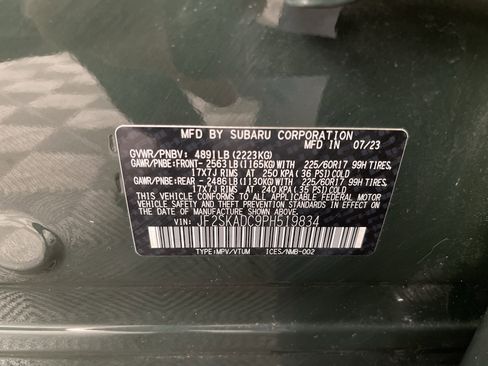 MFD BY SUBARU CORPORATION
MFD IN 07/23
GVWR/PNBV: 4891LB (2223KG)
GAWR/PNBE:FRONT- 2563 LB (1165KG) WITH 225/60R17 99H TIRES,
17X7J RIMS AT 250 KPA (36 PSI) COLD
GAWR/PNBE:REAR - 2486 LB (1130KG) WITH 225/60R17 99H TIRES,
17X7J RIMS AT 240 KPA (35 PSI) COLD
THIS VEHICLE CONFORMS TO ALL APPLICABLE FEDERAL MOTOR
VEHICLE SAFETY AND THEFT PREVENTION STANDARDS IN EFFECT
ON THE DATE OF MANUFACTURE SHOWN ABOVE.
VIN: JF2SKADC9PH519834
TYPE:MPV/VTUM ICES/NMB-002